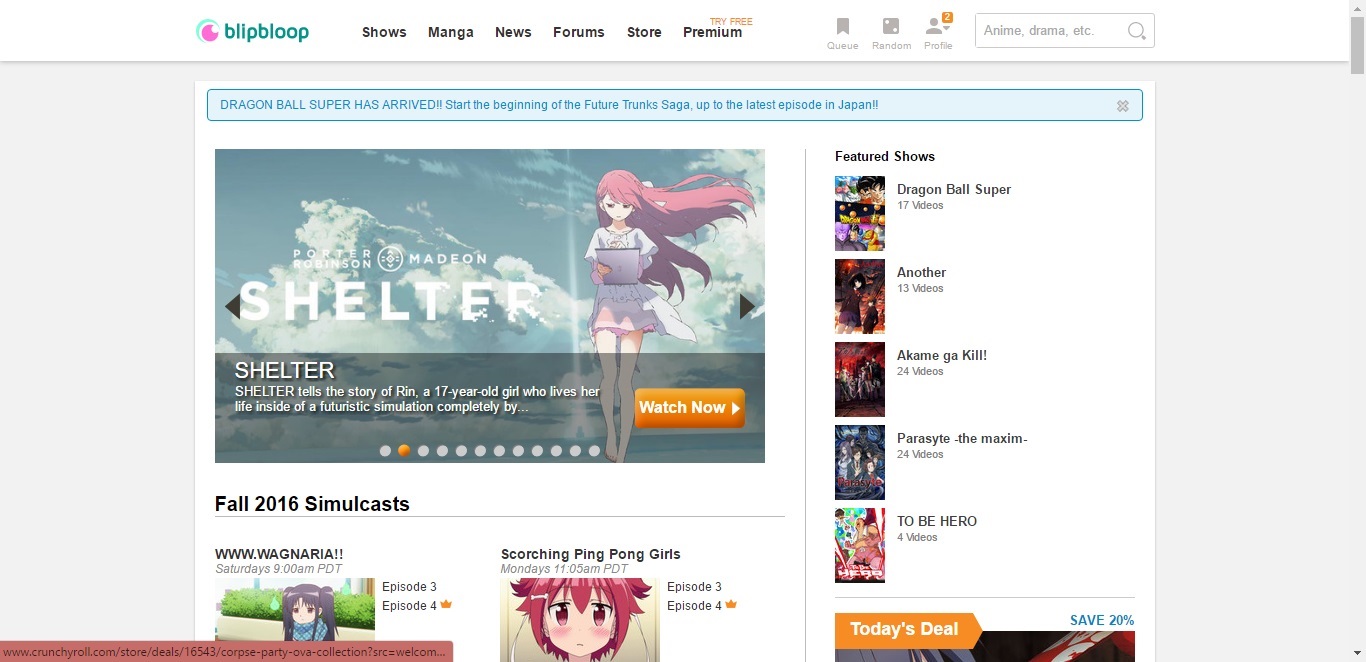 blipbloop
Shows
Manga
News
Forums
Store
Premium
TRY FREE
Queue
Random
2
Profile
Anime, drama, etc.
DRAGON BALL SUPER HAS ARRIVED!! Start the beginning of the Future Trunks Saga, up to the latest episode in Japan!!
PORTER ROBINSON MADEON
SHELTER
SHELTER
SHELTER tells the story of Rin, a 17-year-old girl who lives her
life inside of a futuristic simulation completely by...
Watch Now
Fall 2016 Simulcasts
WWW.WAGNARIA!!
Saturdays 9:00am PDT
Episode 3
Episode 4
Scorching Ping Pong Girls
Mondays 11:05am PDT
Episode 3
Episode 4
Featured Shows
Dragon Ball Super
17 Videos
Another
13 Videos
Akame ga Kill!
24 Videos
Parasyte -the maxim-
24 Videos
Parasyte
TO BE HERO
4 Videos
Today's Deal
SAVE 20%
www.crunchyroll.com/store/deals/16543/corpse-party-ova-collection?src=welcom...